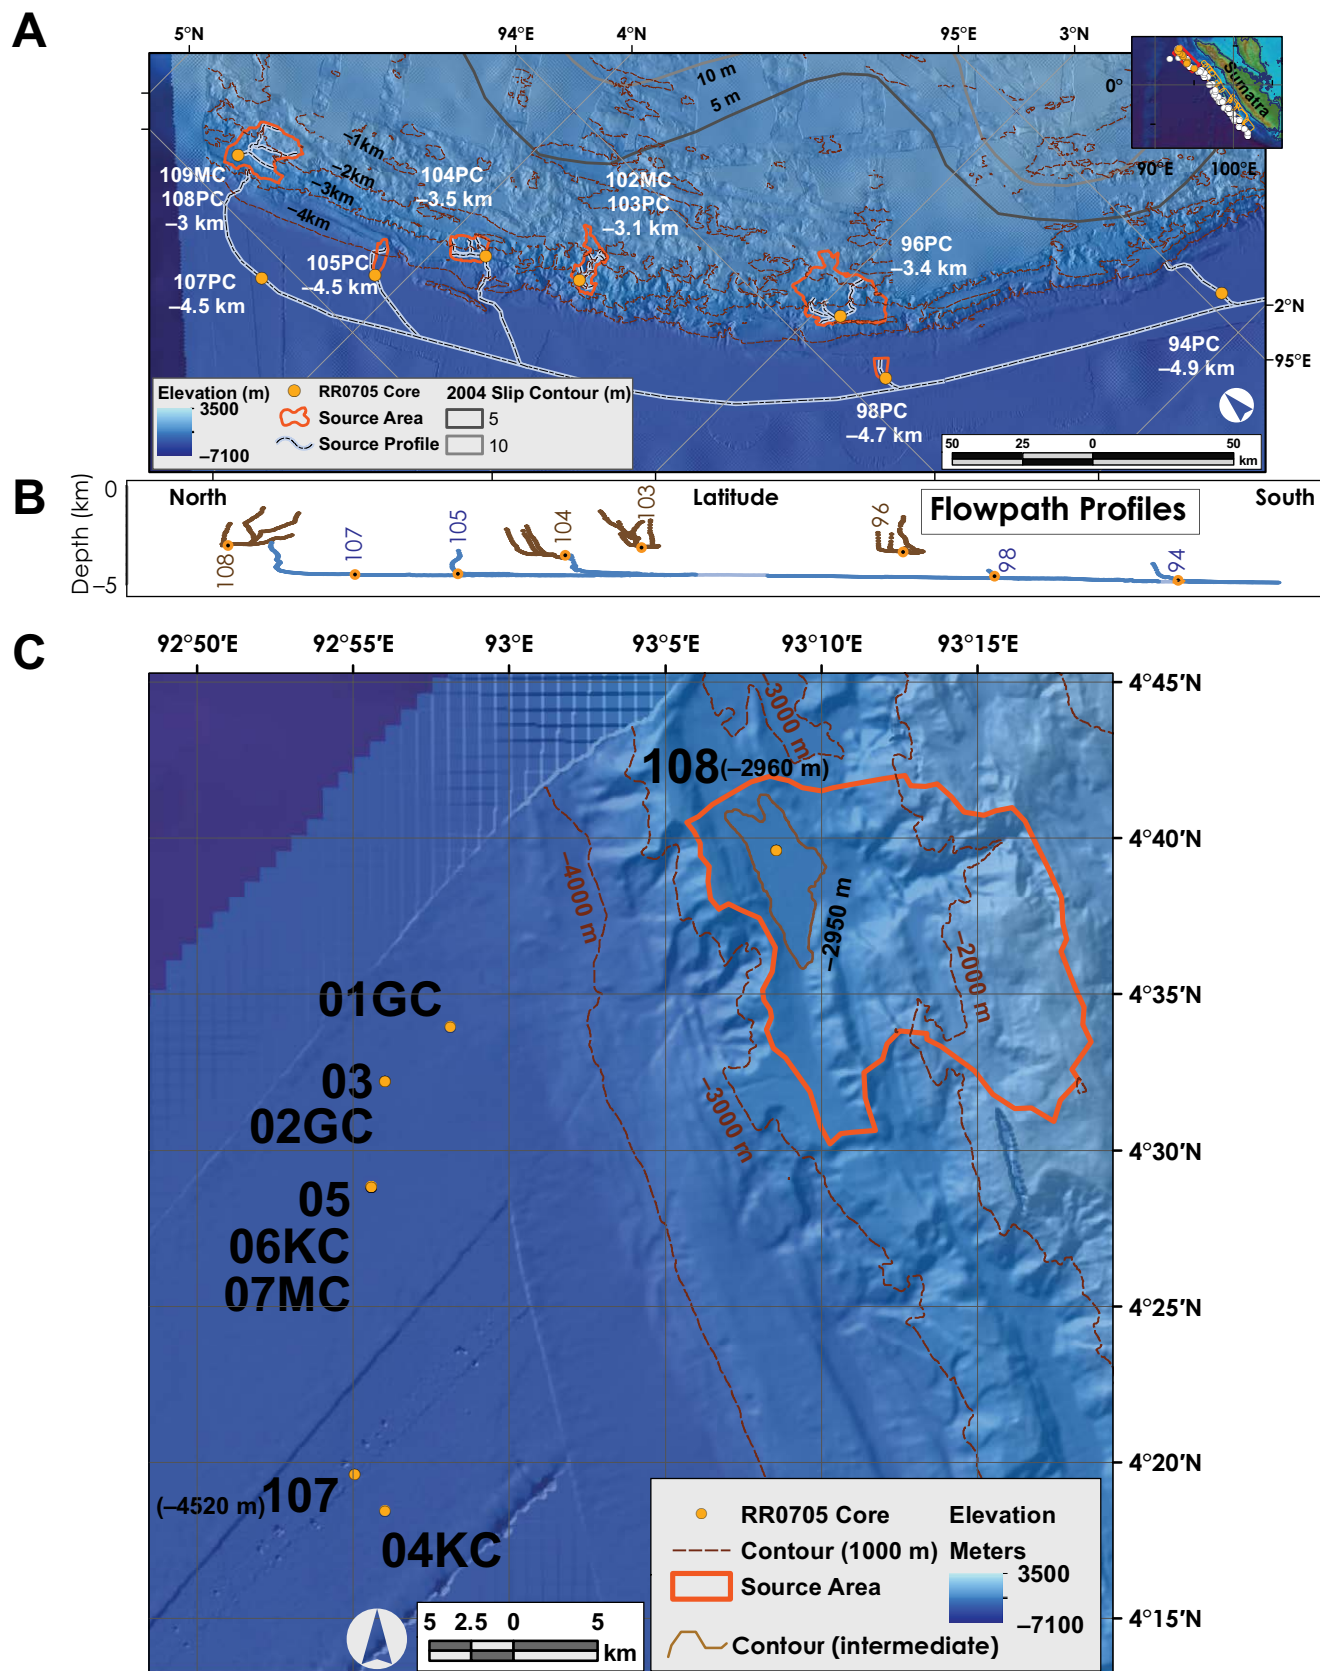 A
5°N
94°E
4°N
95°E
3°N
10 m
5 m
Sumatra
0°
90°E
100°E
–1km
–2km
–3km
–4km
109MC
108PC
–3 km
104PC
–3.5 km
102MC
103PC
–3.1 km
96PC
–3.4 km
105PC
–4.5 km
107PC
–4.5 km
2°N
95°E
94PC
–4.9 km
98PC
–4.7 km
Elevation (m)
3500
–7100
RR0705 Core
Source Area
Source Profile
2004 Slip Contour (m)
5
10
50 25 0 50
km
B
0
Depth (km)
–5
North
Latitude
South
Flowpath Profiles
108
107
105
104
103
96
98
94
C
92°50′E
92°55′E
93°E
93°5′E
93°10′E
93°15′E
4°45′N
4°40′N
4°35′N
4°30′N
4°25′N
4°20′N
4°15′N
–3000 m
108 (–2960 m)
–4000 m
–2950 m
–2000 m
–3000 m
01GC
03
02GC
05
06KC
07MC
(–4520 m) 107
04KC
5 2.5 0 5
km
RR0705 Core
Contour (1000 m)
Source Area
Contour (intermediate)
Elevation
Meters
3500
–7100